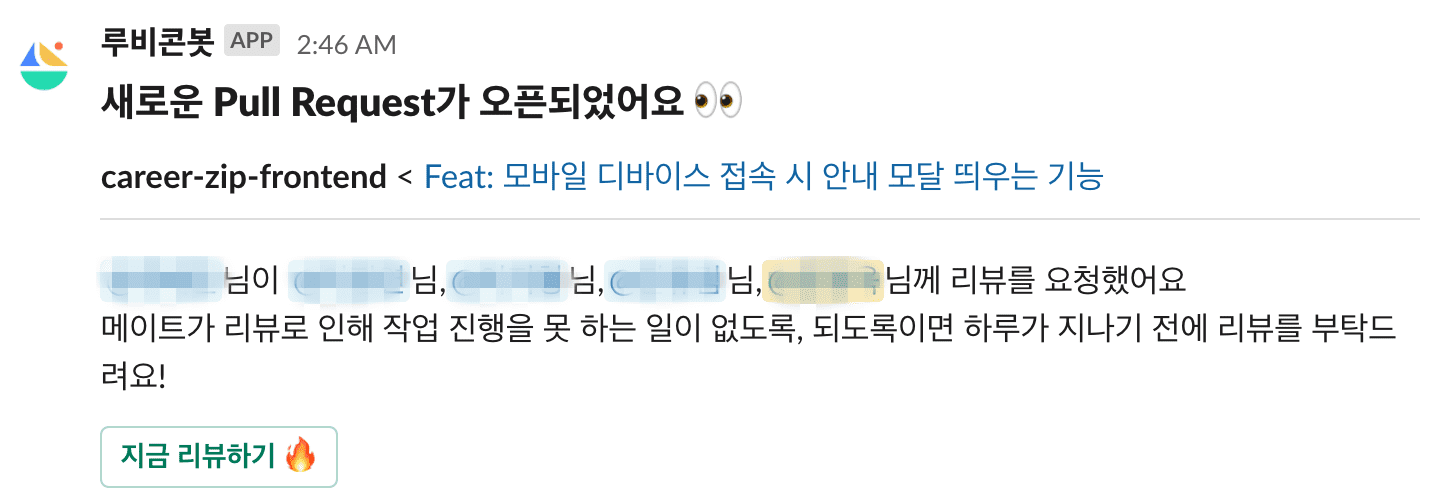 루비콘봇 APP 2:46 AM
새로운 Pull Request가 오픈되었어요 👀
career-zip-frontend < Feat: 모바일 디바이스 접속 시 안내 모달 띄우는 기능
님이 님, 님, 님, 님께 리뷰를 요청했어요
메이트가 리뷰로 인해 작업 진행을 못 하는 일이 없도록, 되도록이면 하루가 지나기 전에 리뷰를 부탁드
려요!
지금 리뷰하기 🔥